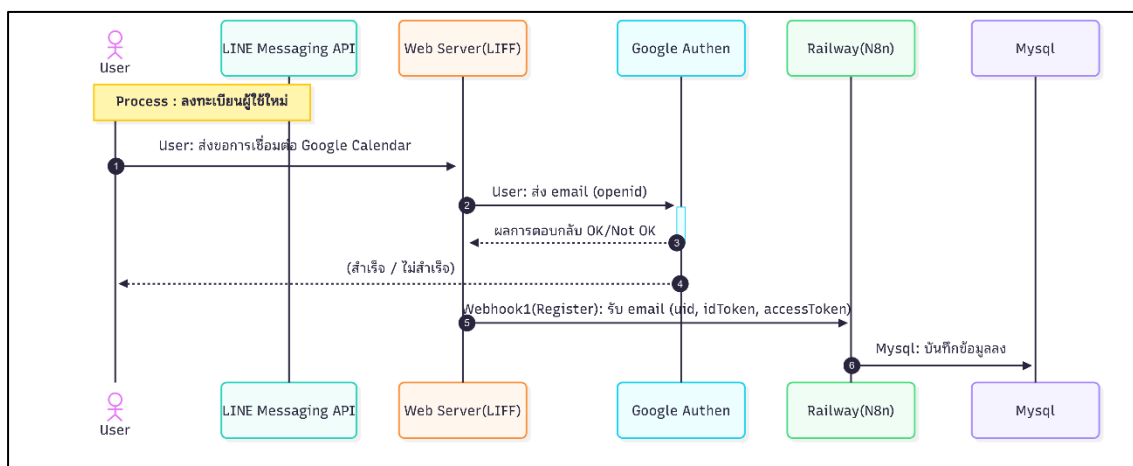 User
LINE Messaging API
Web Server(LIFF)
Google Authen
Railway(N8n)
Mysql
Process : ลงทะเบียนผู้ใช้ใหม่
User: ส่งขอการเชื่อมต่อ Google Calendar
1
User: ส่ง email (openid)
2
ผลการตอบกลับ OK/Not OK
3
(สำเร็จ / ไม่สำเร็จ)
4
Webhook1(Register): รับ email (uid, idToken, accessToken)
5
Mysql: บันทึกข้อมูลลง
6
User
LINE Messaging API
Web Server(LIFF)
Google Authen
Railway(N8n)
Mysql